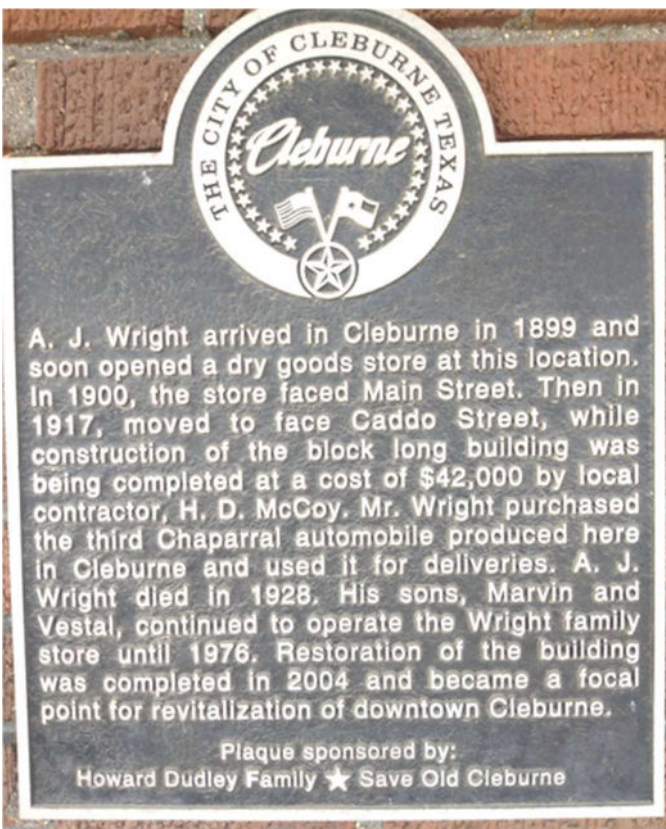 THE CITY OF CLEBURNE TEXAS
Cleburne
A. J. Wright arrived in Cleburne in 1899 and
soon opened a dry goods store at this location.
In 1900, the store faced Main Street. Then in
1917, moved to face Caddo Street, while
construction of the block long building was
being completed at a cost of $42,000 by local
contractor, H. D. McCoy. Mr. Wright purchased
the third Chaparral automobile produced here
in Cleburne and used it for deliveries. A. J.
Wright died in 1928. His sons, Marvin and
Vestal, continued to operate the Wright family
store until 1976. Restoration of the building
was completed in 2004 and became a focal
point for revitalization of downtown Cleburne.
Plaque sponsored by:
Howard Dudley Family ★ Save Old Cleburne